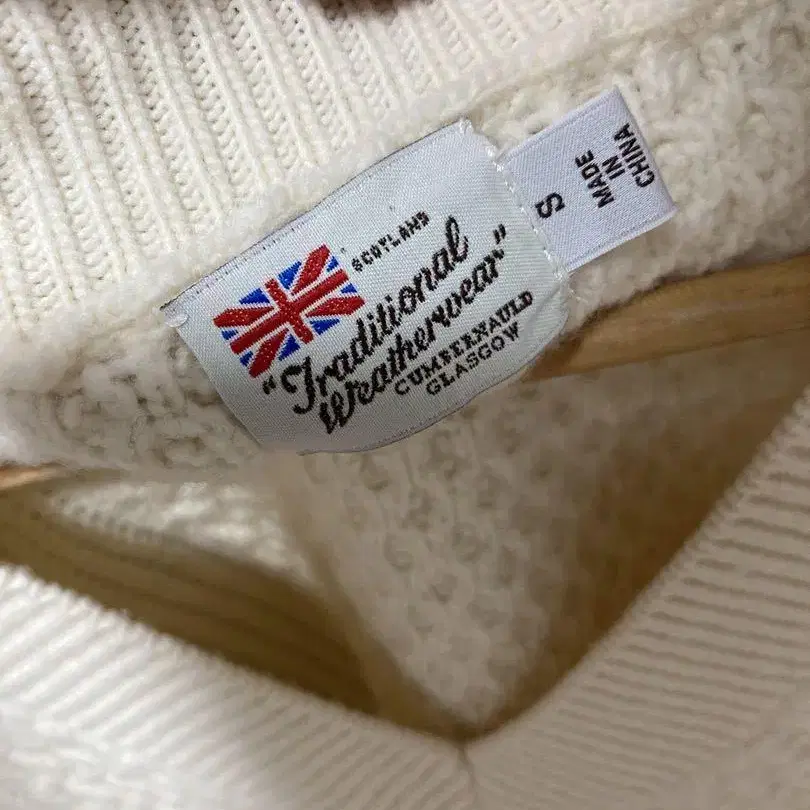 SCOTLAND
"Traditional
Weatherwear"
CUMBERNAULD
GLASGOW
S
MADE
IN
CHINA